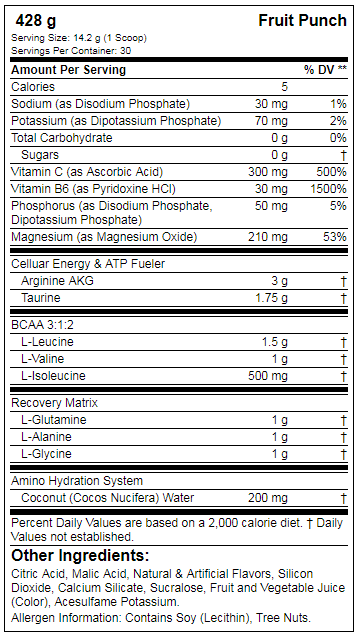 428 g Fruit Punch
Serving Size: 14.2 g (1 Scoop)
Servings Per Container: 30
Amount Per Serving % DV **
Calories 5
Sodium (as Disodium Phosphate) 30 mg 1%
Potassium (as Dipotassium Phosphate) 70 mg 2%
Total Carbohydrate 0 g 0%
Sugars 0 g †
Vitamin C (as Ascorbic Acid) 300 mg 500%
Vitamin B6 (as Pyridoxine HCl) 30 mg 1500%
Phosphorus (as Disodium Phosphate, 50 mg 5%
Dipotassium Phosphate)
Magnesium (as Magnesium Oxide) 210 mg 53%
Celluar Energy & ATP Fueler
Arginine AKG 3 g †
Taurine 1.75 g †
BCAA 3:1:2
L-Leucine 1.5 g †
L-Valine 1 g †
L-Isoleucine 500 mg †
Recovery Matrix
L-Glutamine 1 g †
L-Alanine 1 g †
L-Glycine 1 g †
Amino Hydration System
Coconut (Cocos Nucifera) Water 200 mg †
Percent Daily Values are based on a 2,000 calorie diet. † Daily
Values not established.
Other Ingredients:
Citric Acid, Malic Acid, Natural & Artificial Flavors, Silicon
Dioxide, Calcium Silicate, Sucralose, Fruit and Vegetable Juice
(Color), Acesulfame Potassium.
Allergen Information: Contains Soy (Lecithin), Tree Nuts.